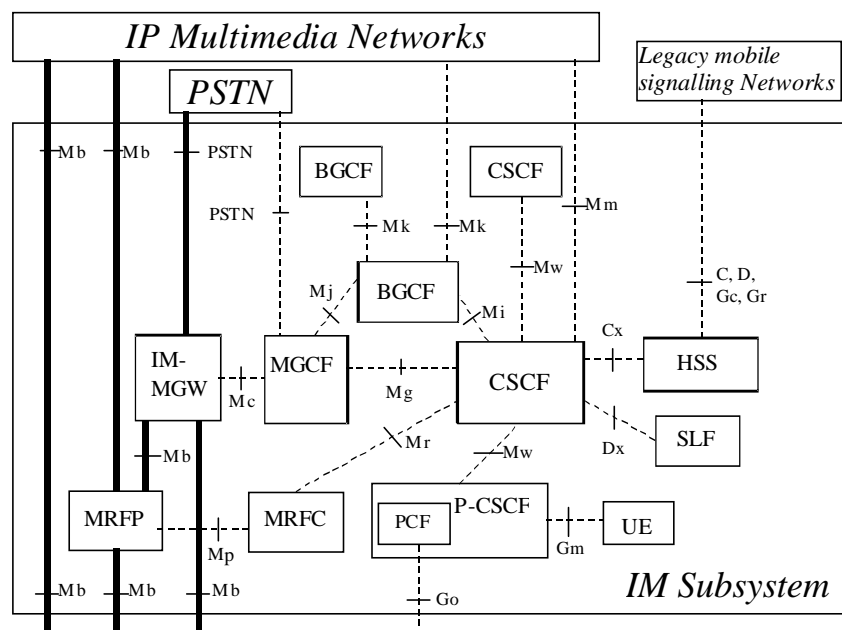 IP Multimedia Networks
Legacy mobile
signalling Networks
PSTN
Mb
Mb
PSTN
BGCF
CSCF
PSTN
Mk
Mk
Mm
Mw
C, D,
Gc, Gr
BGCF
Mj
Mi
Cx
IM-
MGW
MGCF
CSCF
HSS
Mc
Mg
Mr
Dx
SLF
Mb
Mw
MRFP
MRFC
PCF
P-CSCF
UE
Mp
Gm
Mb
Mb
Mb
Go
IM Subsystem